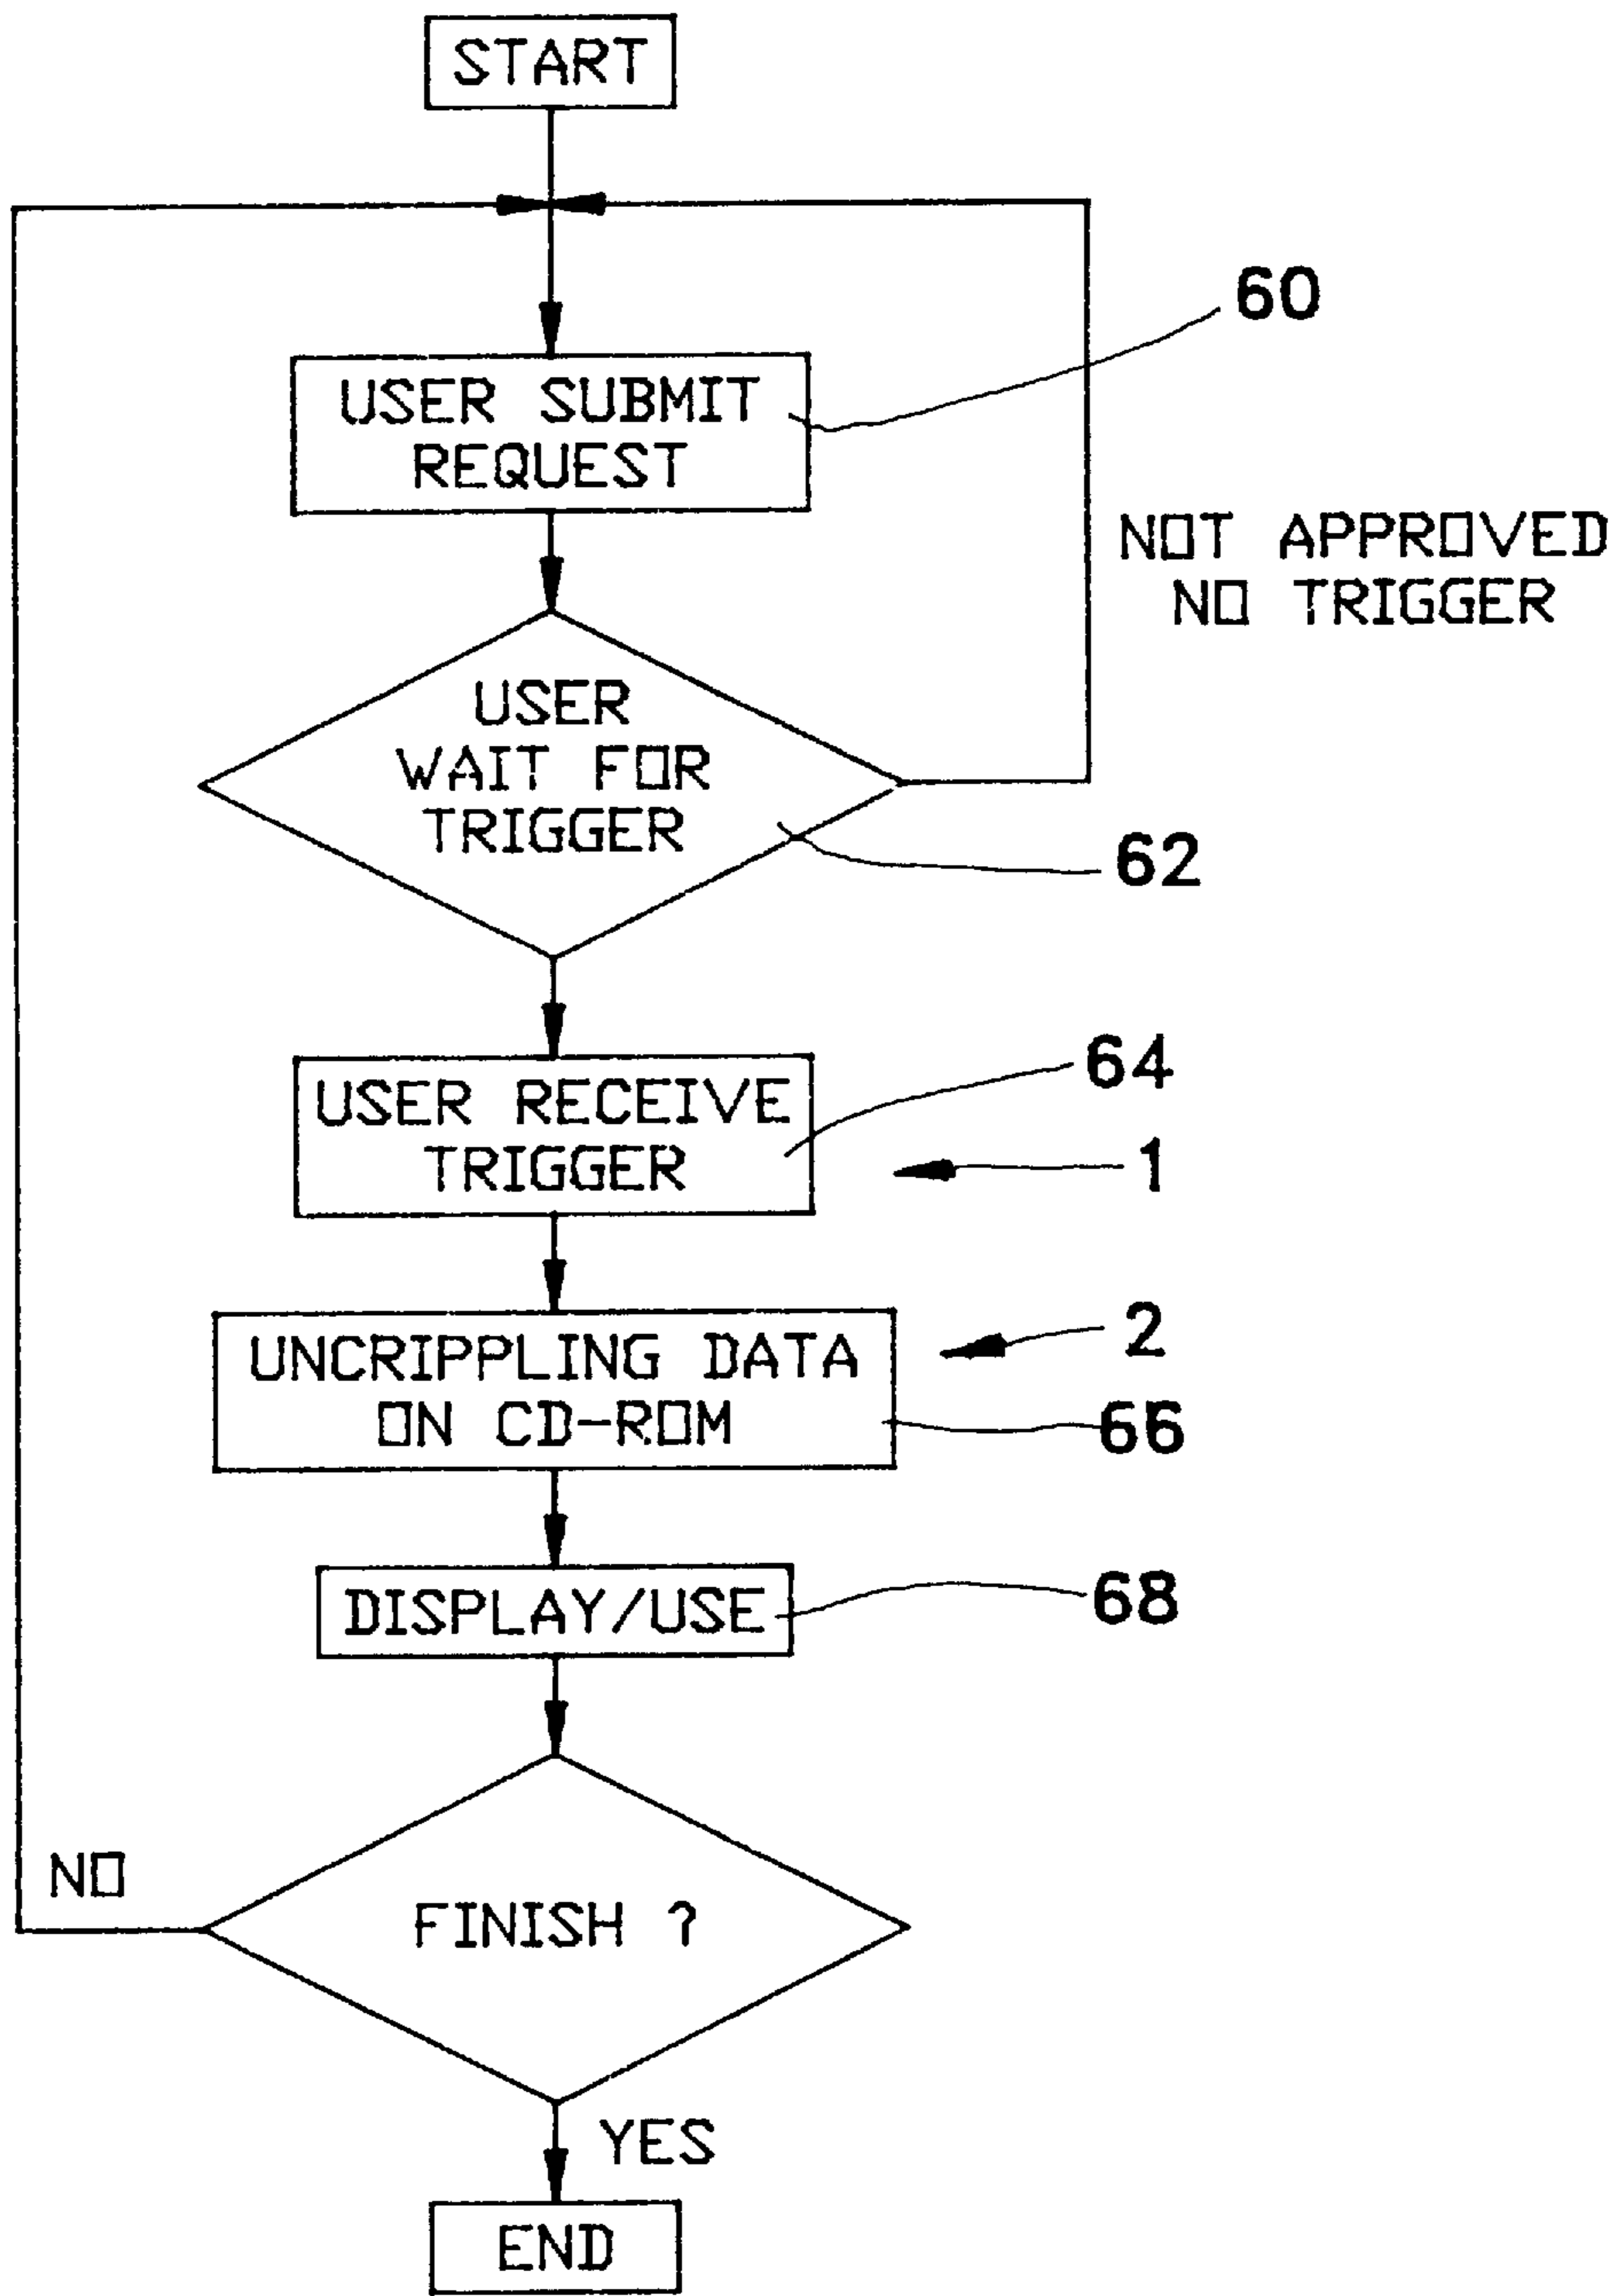 START
60
USER SUBMIT
REQUEST
NOT APPROVED
NO TRIGGER
USER
WAIT FOR
TRIGGER
62
USER RECEIVE
TRIGGER
64
1
UNCRIPPLING DATA
ON CD-ROM
2
66
DISPLAY/USE
68
NO
FINISH ?
YES
END